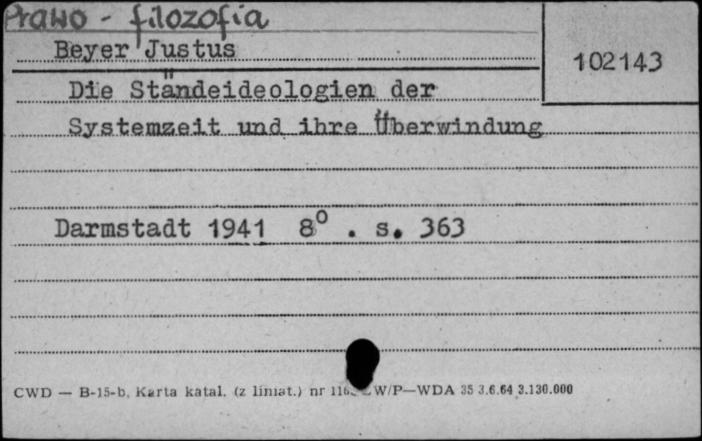 Prawo - filozofia
Beyer Justus
102143
Die Ständeideologien der
Systemzeit und ihre Überwindung
Darmstadt 1941 8° . s. 363
CWD — B-15-b. Karta katal. (z liniat.) nr W/P—WDA 35 3.6.64 3.130.000